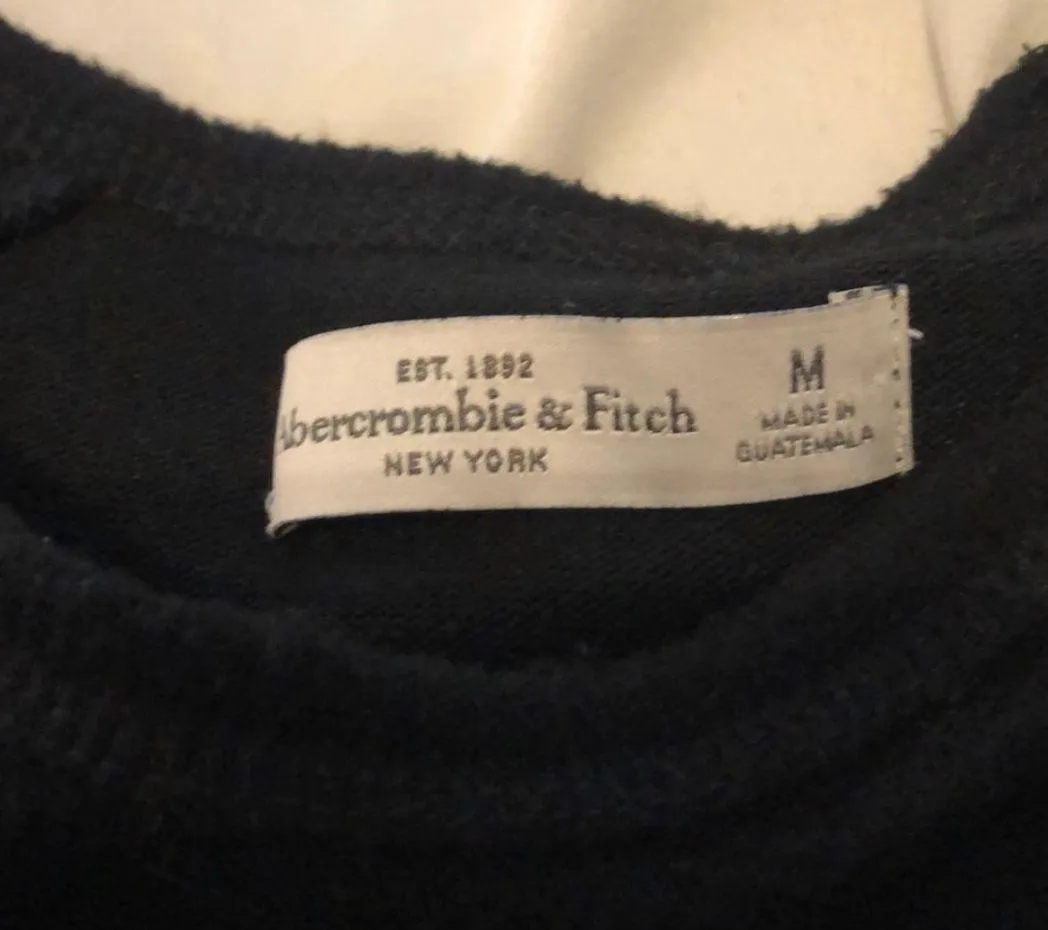 EST. 1892
Abercrombie & Fitch
NEW YORK
M
MADE IN
GUATEMALA